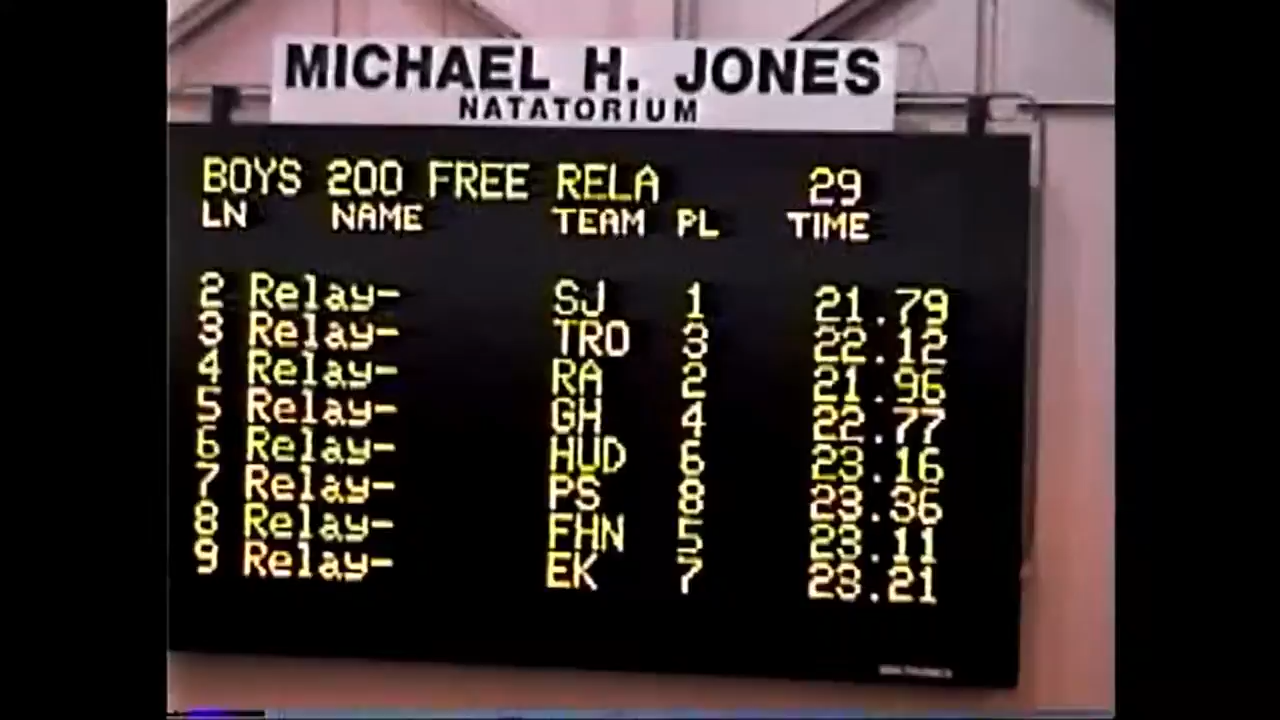 MICHAEL H. JONES
NATATORIUM
BOYS 200 FREE RELA 29
LN NAME TEAM PL TIME
2 Relay- SJ 1 21.79
3 Relay- TRO 3 22.12
4 Relay- RA 2 21.96
5 Relay- GH 4 22.77
6 Relay- HUD 6 23.16
7 Relay- PS 8 23.36
8 Relay- FHN 5 23.11
9 Relay- EK 7 23.21